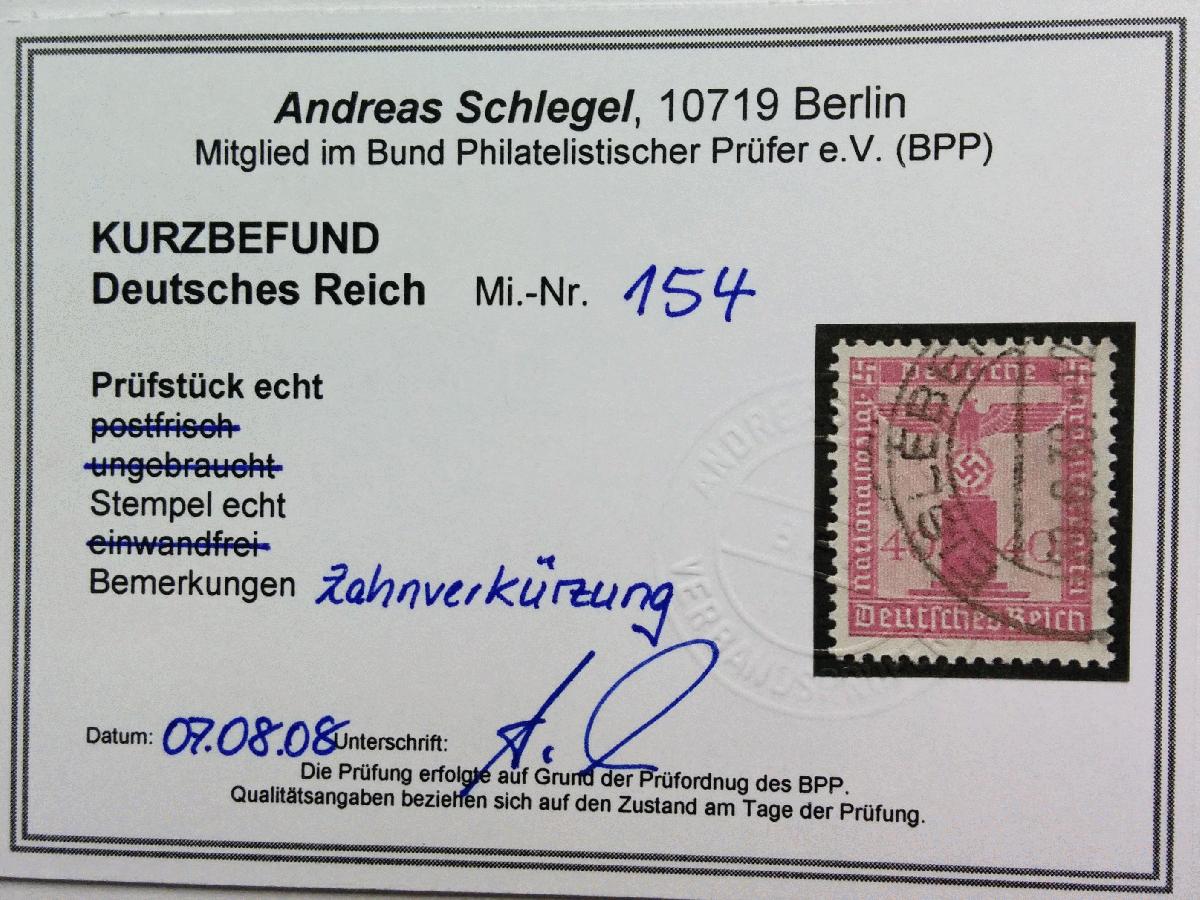 Andreas Schlegel, 10719 Berlin
Mitglied im Bund Philatelistischer Prüfer e.V. (BPP)
KURZBEFUND
Deutsches Reich Mi.-Nr. 154
Prüfstück echt
postfrisch
ungebraucht
Stempel echt
einwandfrei
Bemerkungen Zahnverkürzung
Deutsche
Nationalsozial.
40 40
Deutsches Reich
Datum: 07.08.08 Unterschrift:
Die Prüfung erfolgte auf Grund der Prüfordnug des BPP.
Qualitätsangaben beziehen sich auf den Zustand am Tage der Prüfung.